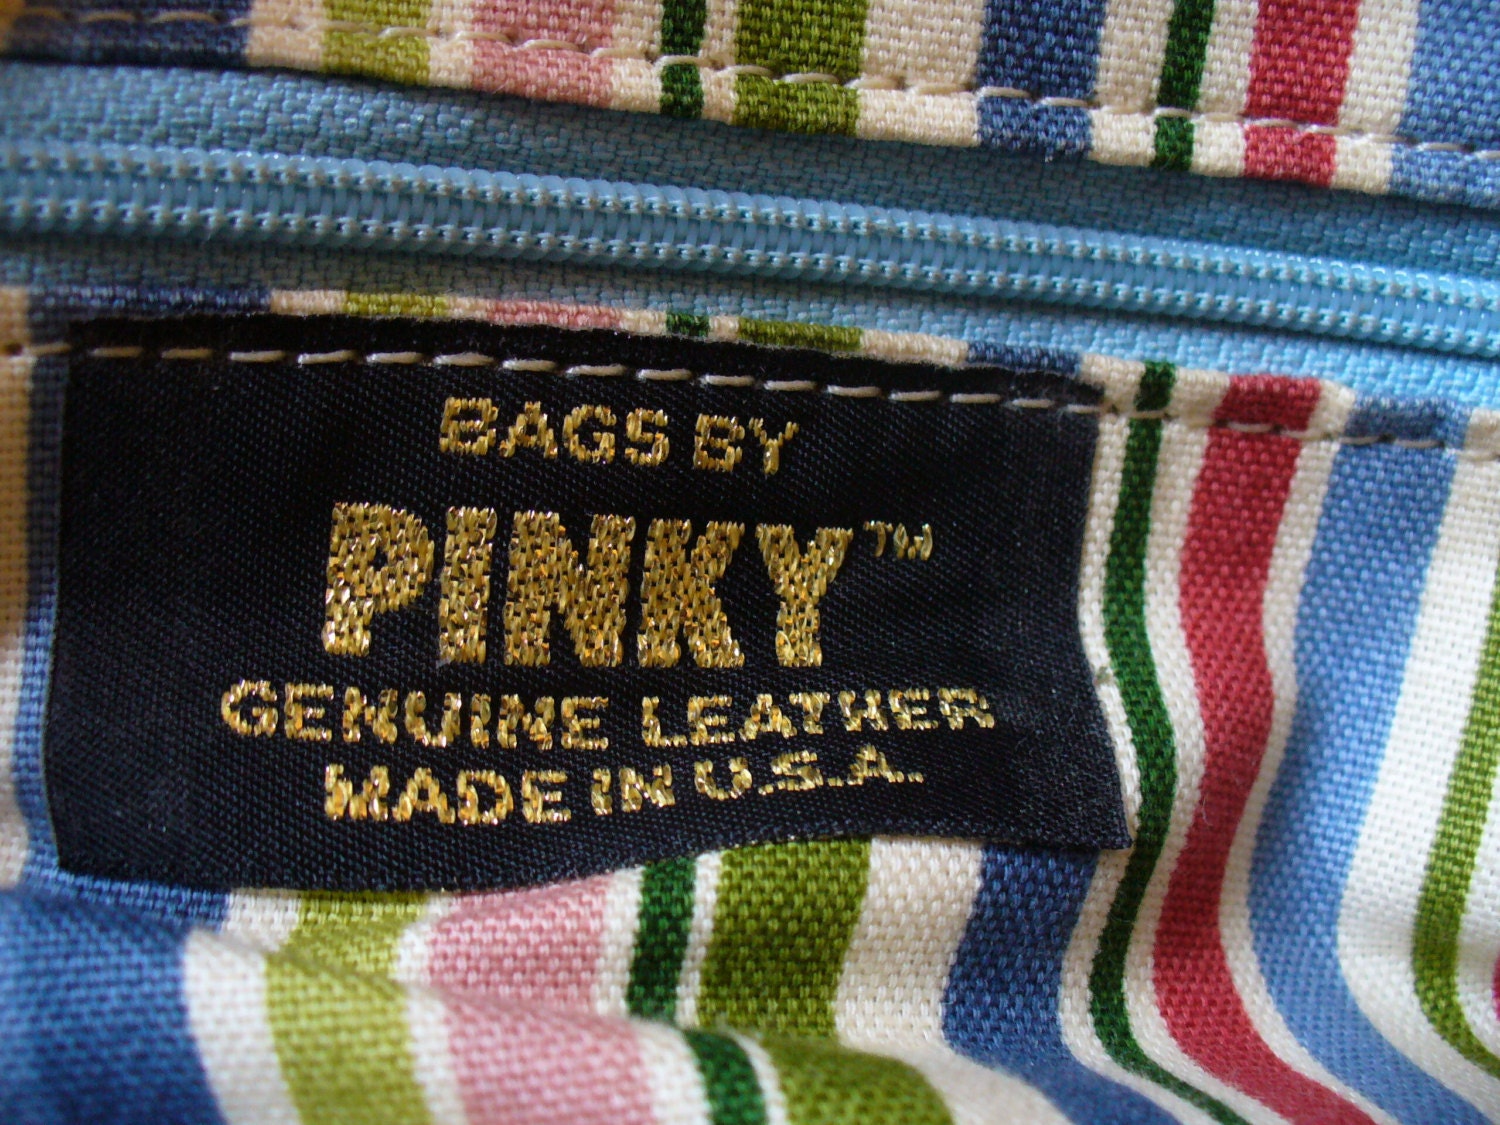 BAGS BY
PINKY™
GENUINE LEATHER
MADE IN U.S.A.